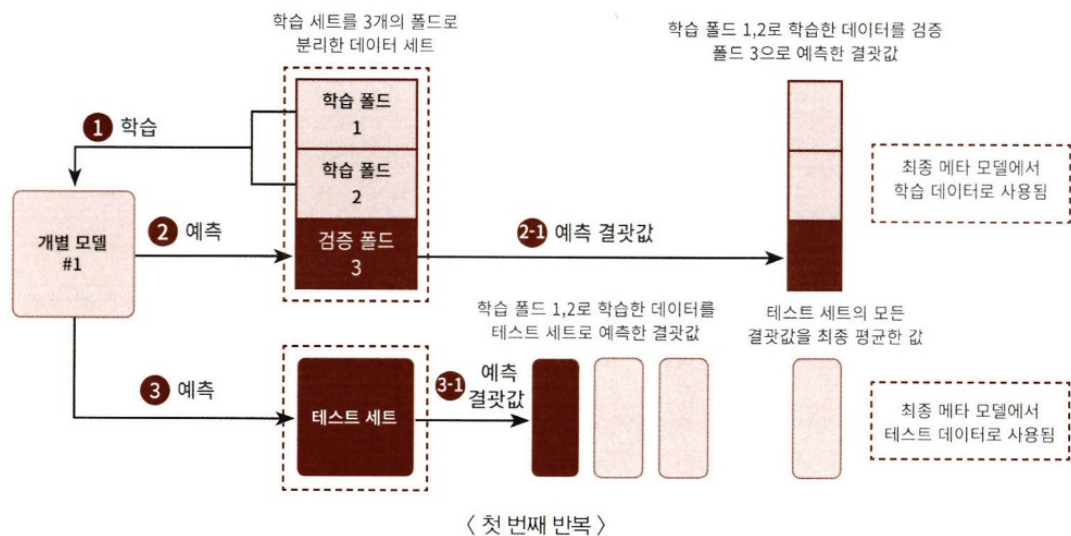 학습 세트를 3개의 폴드로
분리한 데이터 세트
학습 폴드 1,2로 학습한 데이터를 검증
폴드 3으로 예측한 결괏값
1 학습
학습 폴드
1
학습 폴드
2
검증 폴드
3
개별 모델
#1
2 예측
2-1 예측 결괏값
최종 메타 모델에서
학습 데이터로 사용됨
학습 폴드 1,2로 학습한 데이터를
테스트 세트로 예측한 결괏값
테스트 세트의 모든
결괏값을 최종 평균한 값
3 예측
테스트 세트
3-1 예측
결괏값
최종 메타 모델에서
테스트 데이터로 사용됨
〈 첫 번째 반복 〉